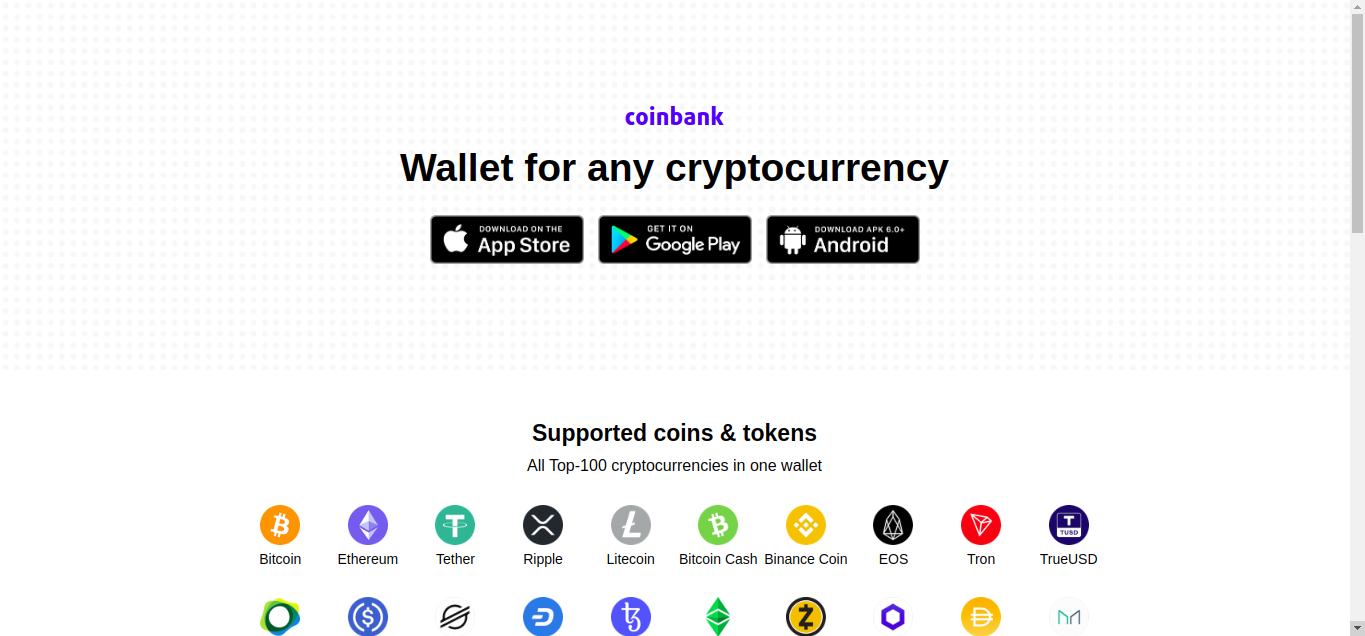 coinbank
Wallet for any cryptocurrency
DOWNLOAD ON THE
App Store
GET IT ON
Google Play
DOWNLOAD APK 6.0+
Android
Supported coins & tokens
All Top-100 cryptocurrencies in one wallet
TUSD
Bitcoin Ethereum Tether Ripple Litecoin Bitcoin Cash Binance Coin EOS Tron TrueUSD